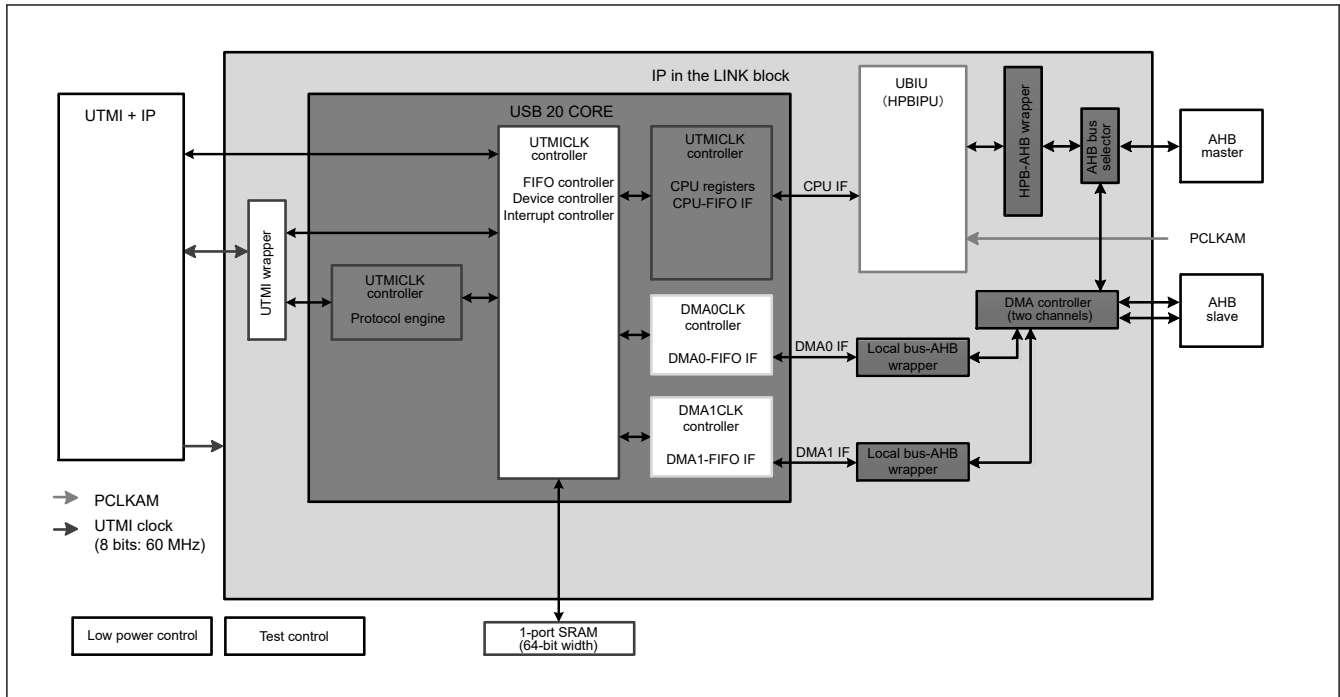 IP in the LINK block
UTMI + IP
USB 20 CORE
UTMICLK
controller
FIFO controller
Device controller
Interrupt controller
UTMICLK
controller
CPU registers
CPU-FIFO IF
CPU IF
UBIU
（HPBIPU）
HPB-AHB wrapper
AHB bus
selector
AHB
master
PCLKAM
UTMI wrapper
UTMICLK
controller
Protocol engine
DMA0CLK
controller
DMA0-FIFO IF
DMA0 IF
Local bus-AHB
wrapper
DMA controller
(two channels)
AHB
slave
DMA1CLK
controller
DMA1-FIFO IF
DMA1 IF
Local bus-AHB
wrapper
PCLKAM
UTMI clock
(8 bits: 60 MHz)
Low power control
Test control
1-port SRAM
(64-bit width)